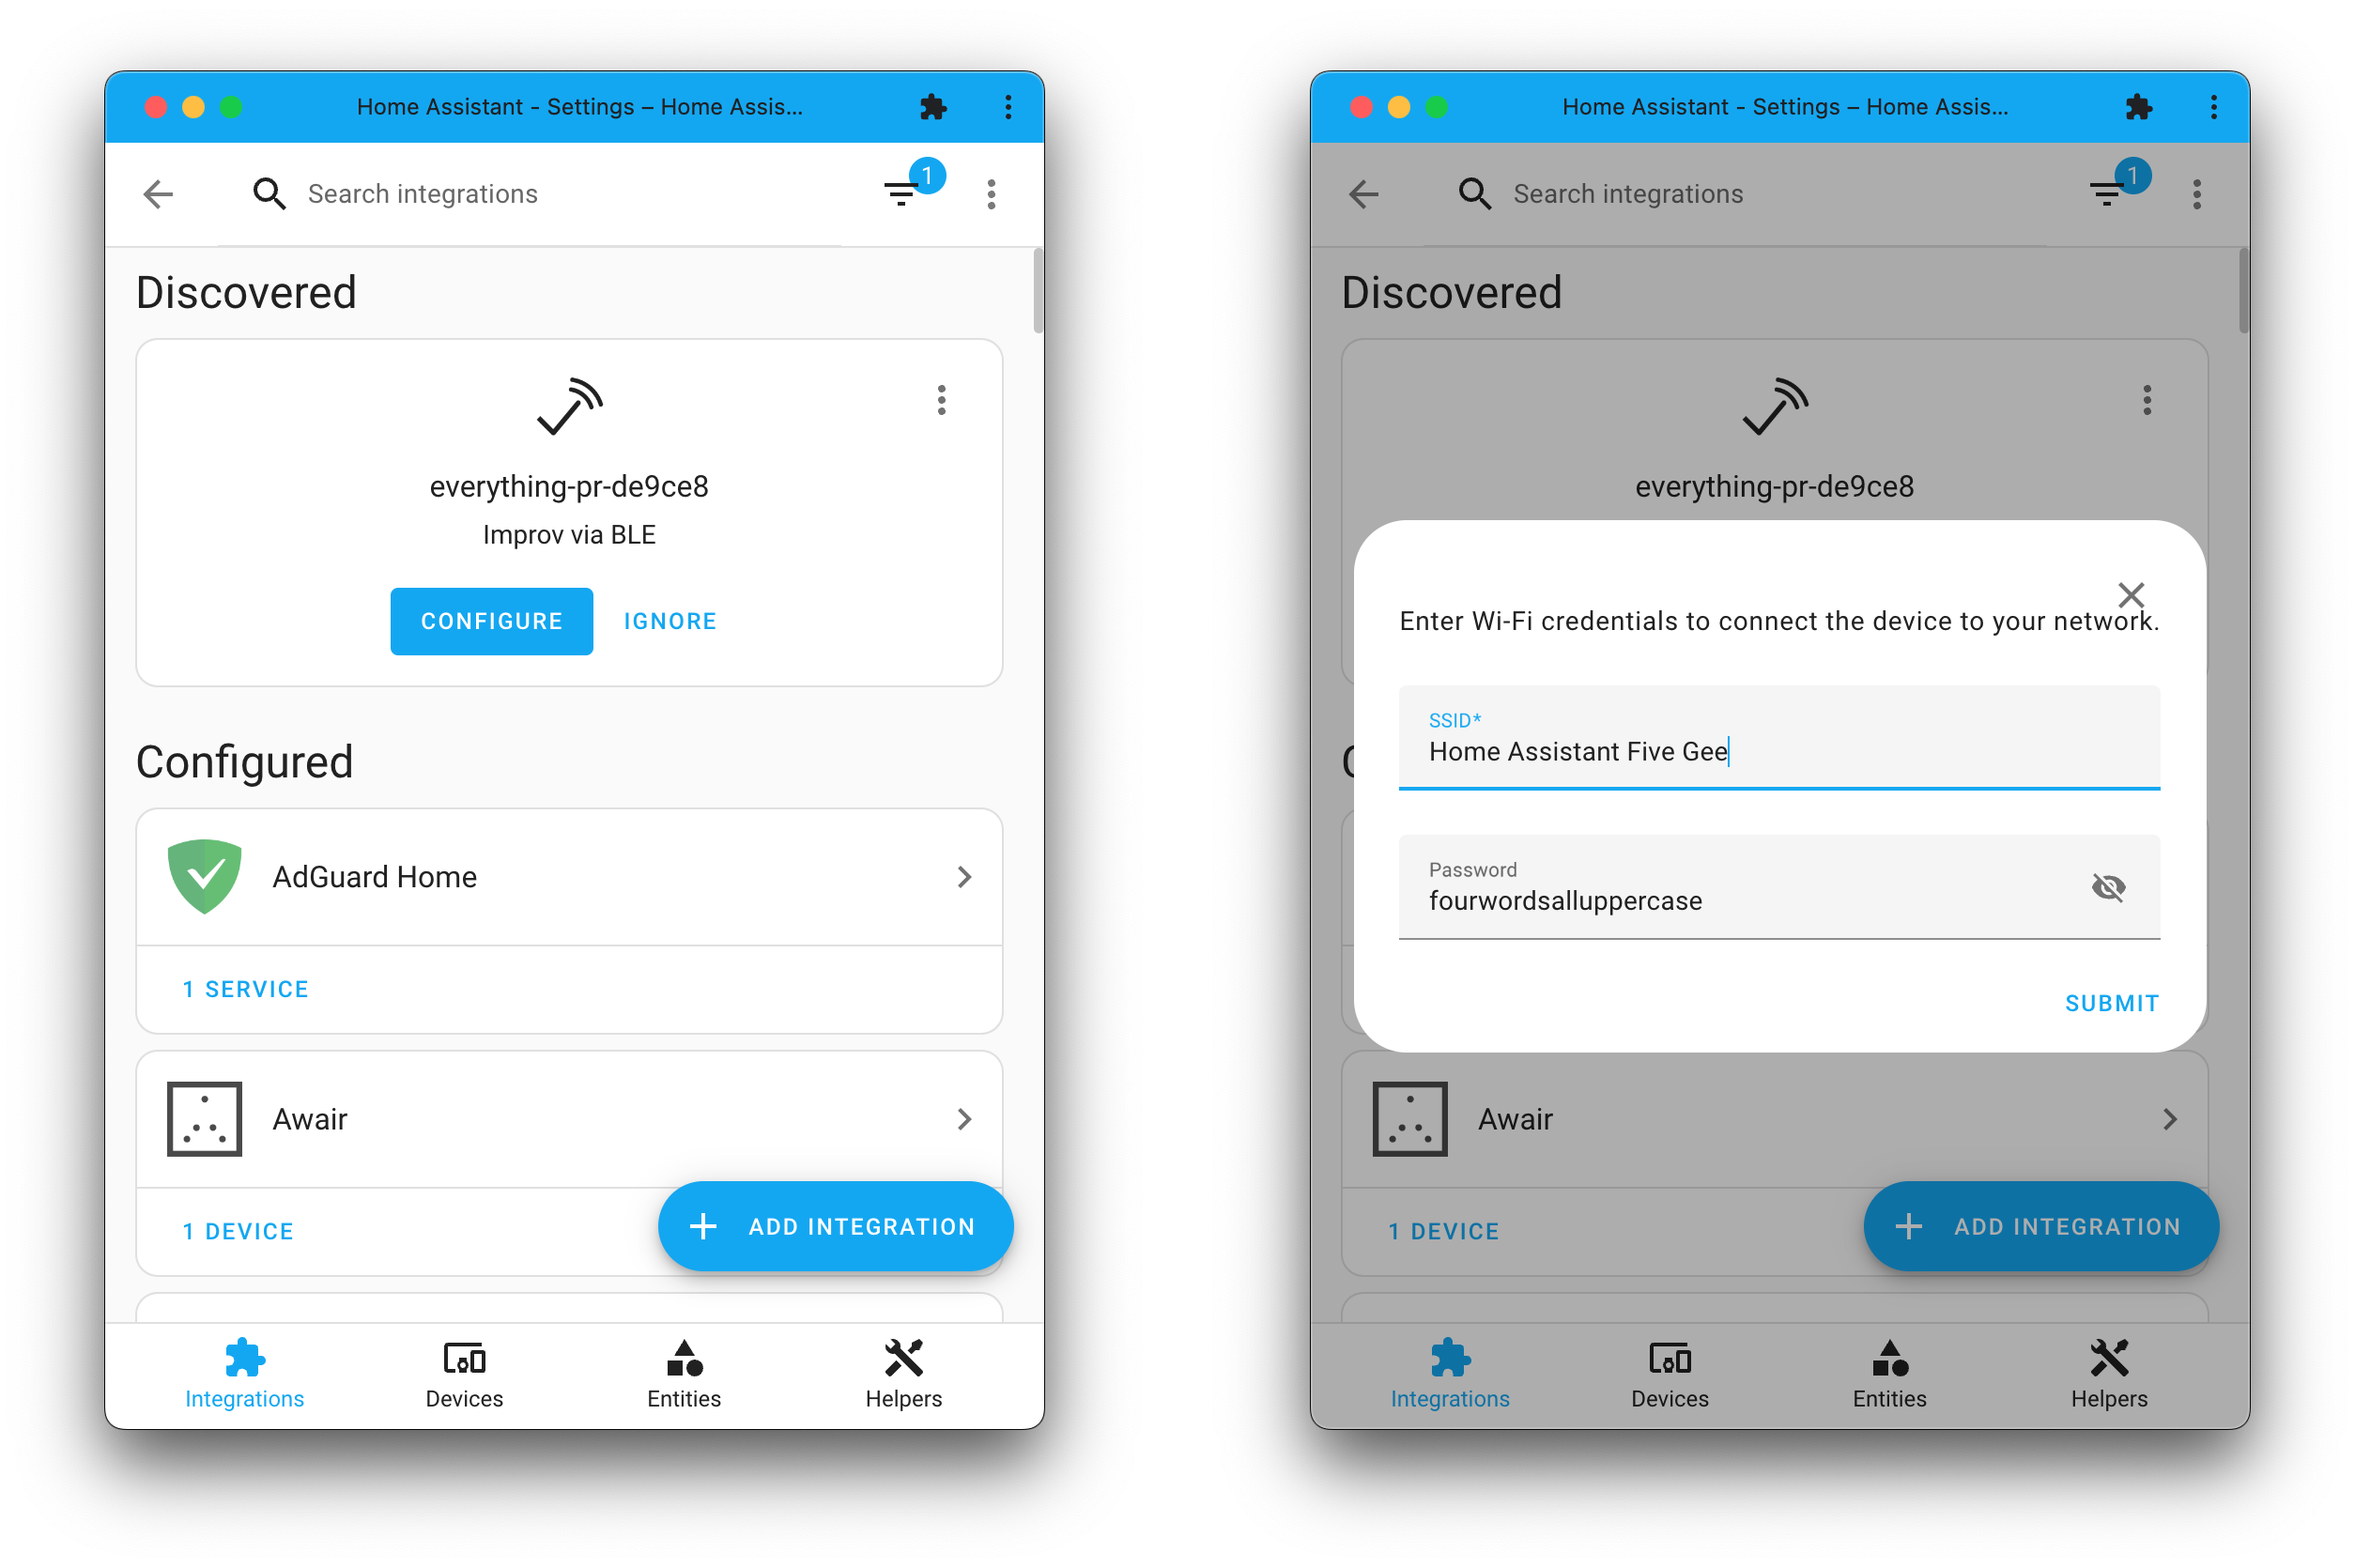 Home Assistant - Settings – Home Assis...
Search integrations
1
Discovered
everything-pr-de9ce8
Improv via BLE
CONFIGURE
IGNORE
Configured
AdGuard Home
1 SERVICE
Awair
1 DEVICE
ADD INTEGRATION
Integrations
Devices
Entities
Helpers
Home Assistant - Settings – Home Assis...
Search integrations
1
Discovered
everything-pr-de9ce8
Enter Wi-Fi credentials to connect the device to your network.
SSID*
Home Assistant Five Gee
Password
fourwordsalluppercase
SUBMIT
Awair
1 DEVICE
ADD INTEGRATION
Integrations
Devices
Entities
Helpers